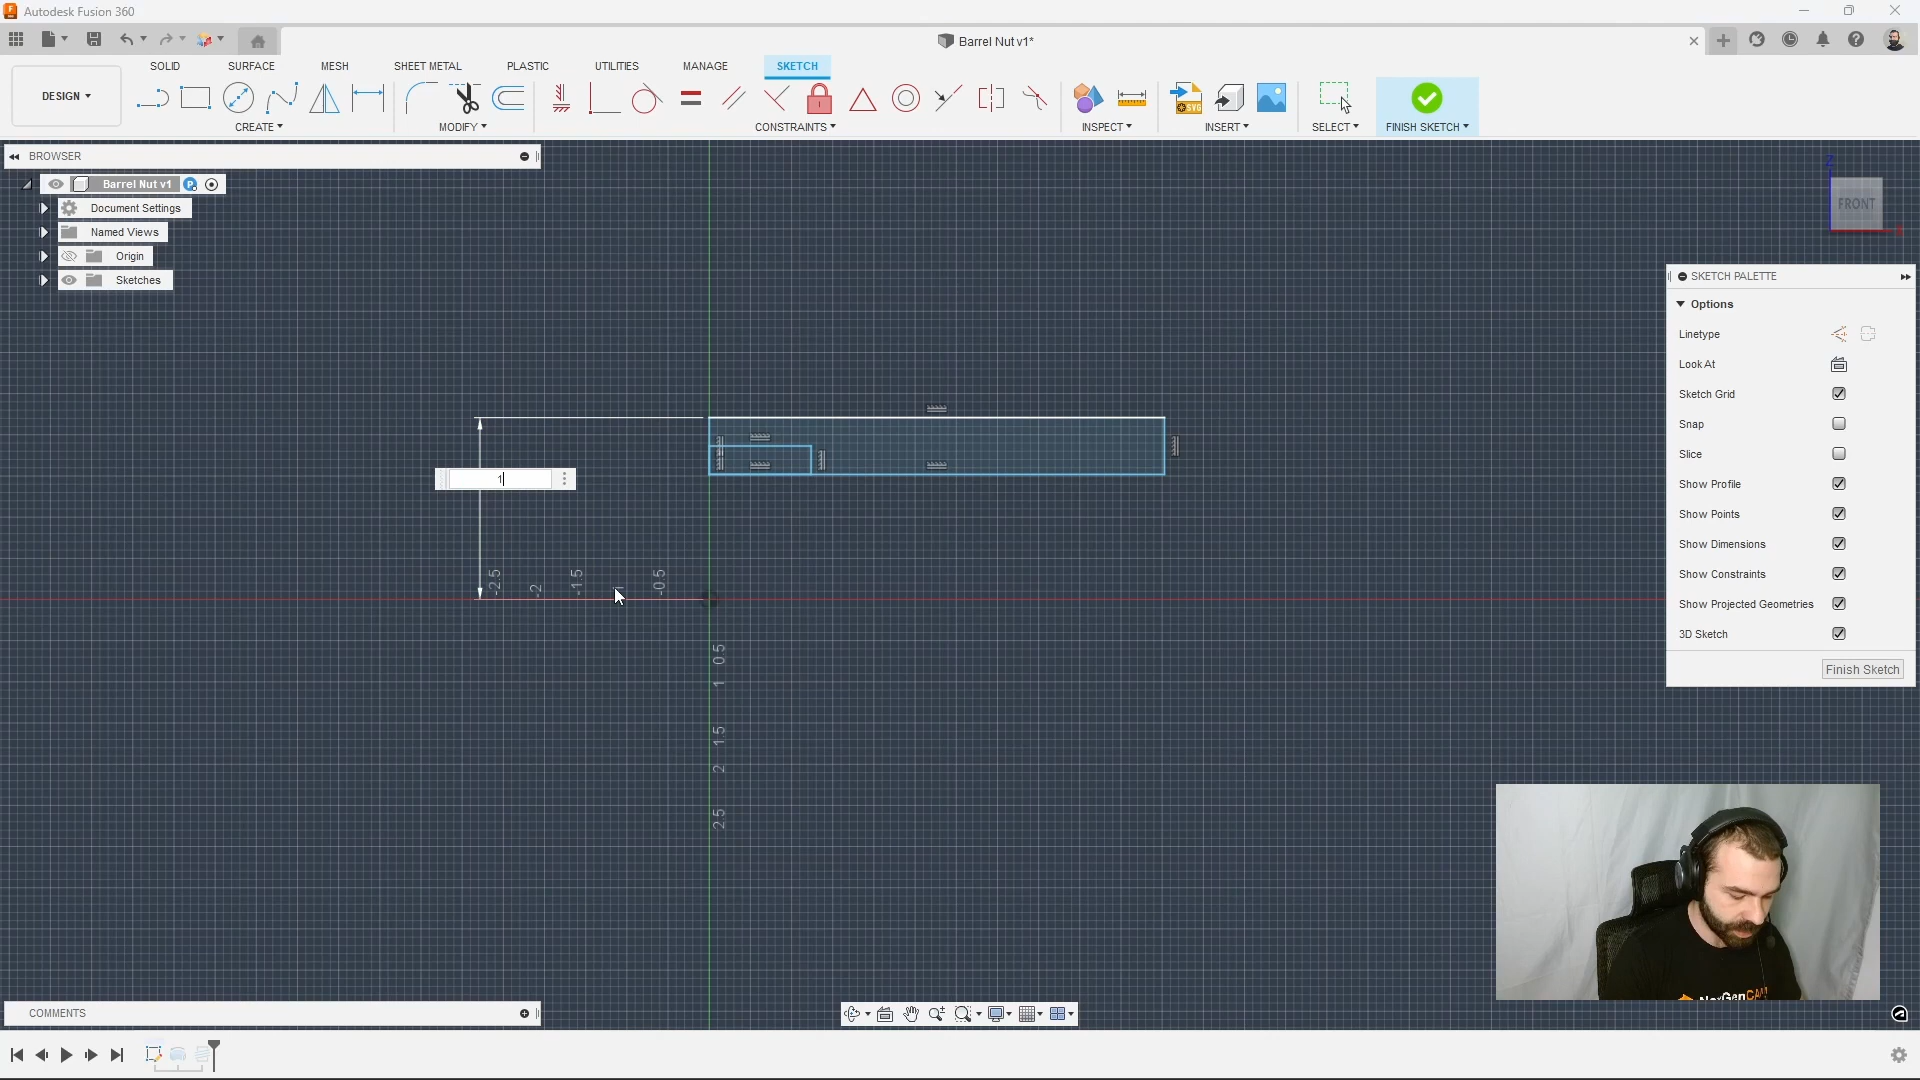 Autodesk Fusion 360
Barrel Nut v1*
DESIGN
SOLID
SURFACE
MESH
SHEET METAL
PLASTIC
UTILITIES
MANAGE
SKETCH
CREATE
MODIFY
CONSTRAINTS
INSPECT
INSERT
SELECT
FINISH SKETCH
BROWSER
Barrel Nut v1
Document Settings
Named Views
Origin
Sketches
Z
FRONT
X
SKETCH PALETTE
Options
Linetype
Look At
Sketch Grid
Snap
Slice
Show Profile
Show Points
Show Dimensions
Show Constraints
Show Projected Geometries
3D Sketch
Finish Sketch
1
-2.5
-2
-1.5
-0.5
0.5
1
1.5
2
2.5
COMMENTS